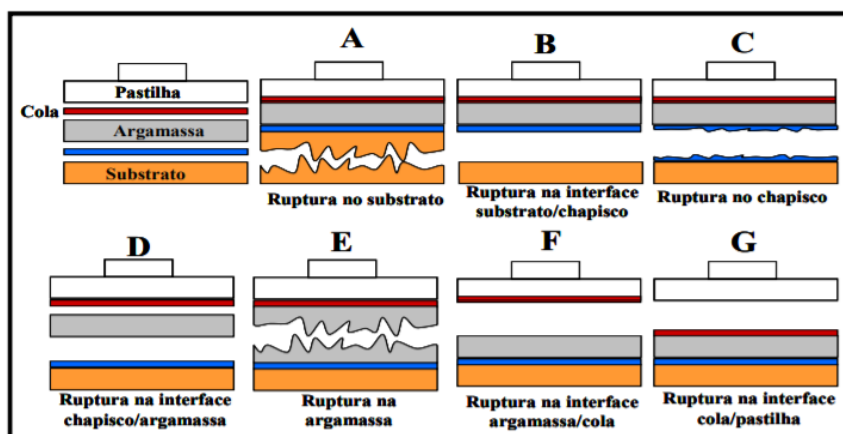 A
B
C
Pastilha
Cola
Argamassa
Substrato
Ruptura no substrato
Ruptura na interface
substrato/chapisco
Ruptura no chapisco
D
E
F
G
Ruptura na interface
chapisco/argamassa
Ruptura na
argamassa
Ruptura na interface
argamassa/cola
Ruptura na interface
cola/pastilha